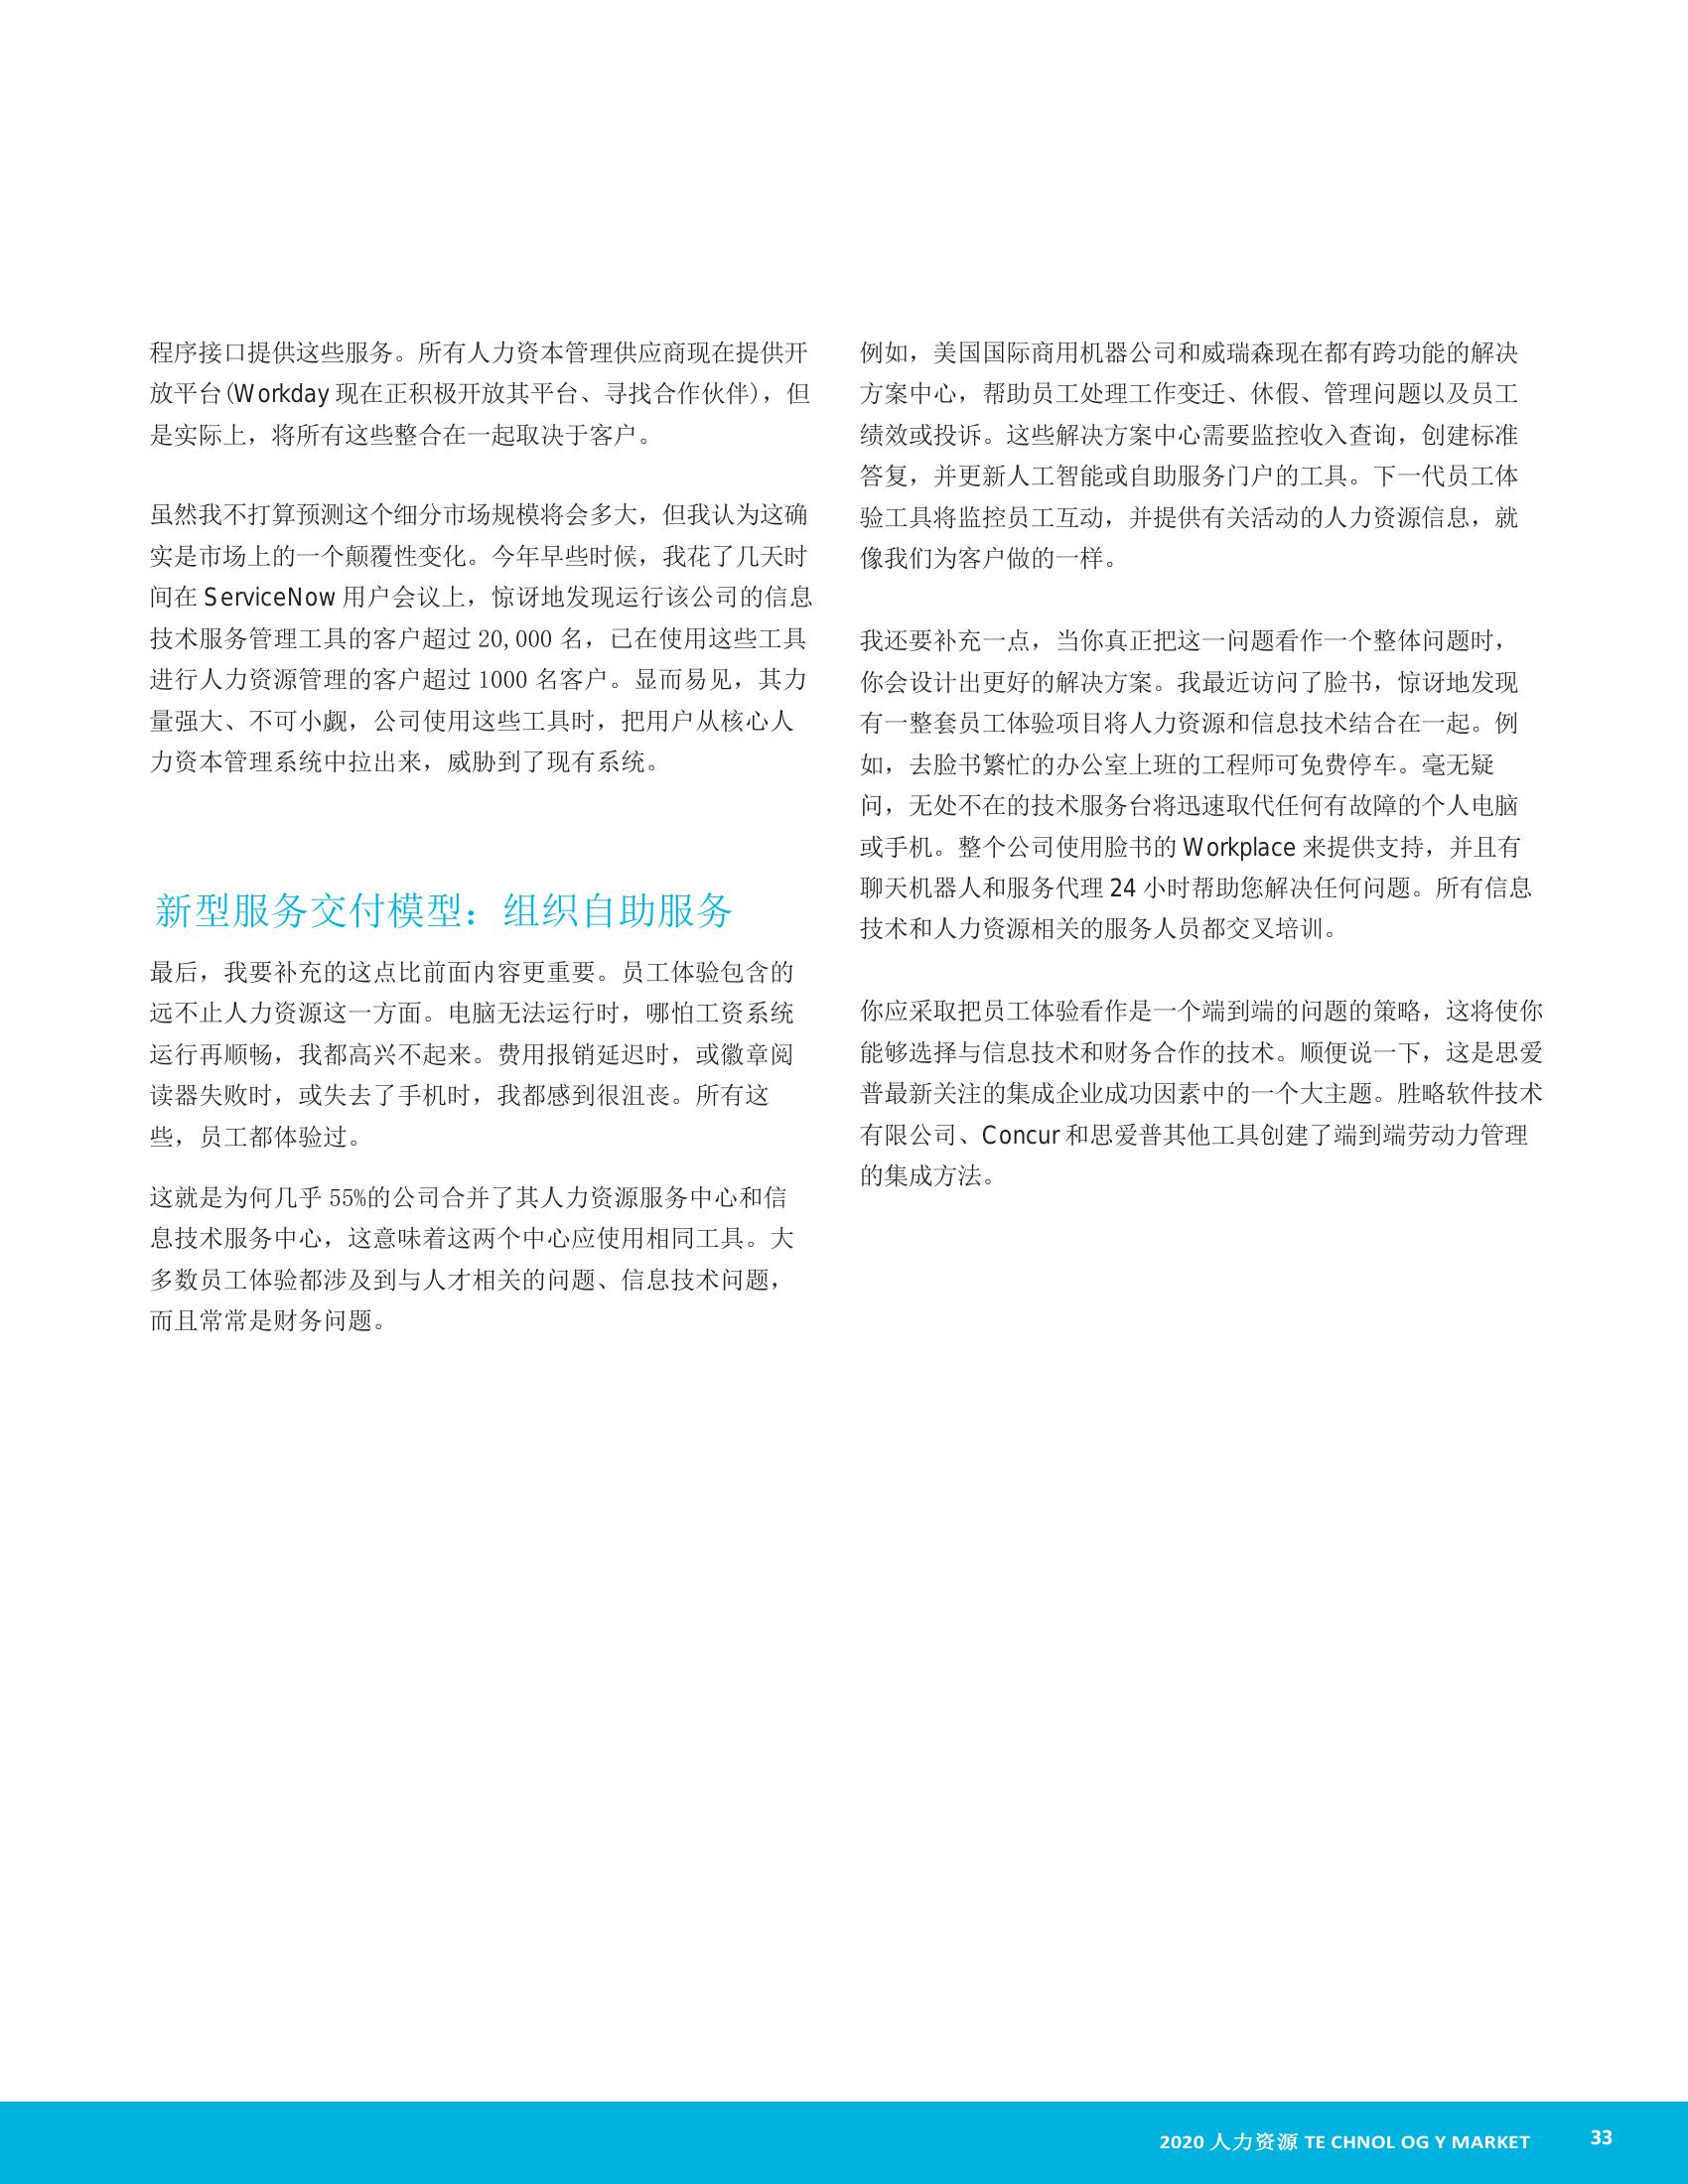 程序接口提供这些服务。所有人力资本管理供应商现在提供开
放平台(Workday 现在正积极开放其平台、寻找合作伙伴)，但
是实际上，将所有这些整合在一起取决于客户。
虽然我不打算预测这个细分市场规模将会多大，但我认为这确
实是市场上的一个颠覆性变化。今年早些时候，我花了几天时
间在 ServiceNow 用户会议上，惊讶地发现运行该公司的信息
技术服务管理工具的客户超过 20,000 名，已在使用这些工具
进行人力资源管理的客户超过 1000 名客户。显而易见，其力
量强大、不可小觑，公司使用这些工具时，把用户从核心人
力资本管理系统中拉出来，威胁到了现有系统。
新型服务交付模型：组织自助服务
最后，我要补充的这点比前面内容更重要。员工体验包含的
远不止人力资源这一方面。电脑无法运行时，哪怕工资系统
运行再顺畅，我都高兴不起来。费用报销延迟时，或徽章阅
读器失败时，或失去了手机时，我都感到很沮丧。所有这
些，员工都体验过。
这就是为何几乎 55%的公司合并了其人力资源服务中心和信
息技术服务中心，这意味着这两个中心应使用相同工具。大
多数员工体验都涉及到与人才相关的问题、信息技术问题，
而且常常是财务问题。
例如，美国国际商用机器公司和威瑞森现在都有跨功能的解决
方案中心，帮助员工处理工作变迁、休假、管理问题以及员工
绩效或投诉。这些解决方案中心需要监控收入查询，创建标准
答复，并更新人工智能或自助服务门户的工具。下一代员工体
验工具将监控员工互动，并提供有关活动的人力资源信息，就
像我们为客户做的一样。
我还要补充一点，当你真正把这一问题看作一个整体问题时，
你会设计出更好的解决方案。我最近访问了脸书，惊讶地发现
有一整套员工体验项目将人力资源和信息技术结合在一起。例
如，去脸书繁忙的办公室上班的工程师可免费停车。毫无疑
问，无处不在的技术服务台将迅速取代任何有故障的个人电脑
或手机。整个公司使用脸书的 Workplace 来提供支持，并且有
聊天机器人和服务代理 24 小时帮助您解决任何问题。所有信息
技术和人力资源相关的服务人员都交叉培训。
你应采取把员工体验看作是一个端到端的问题的策略，这将使你
能够选择与信息技术和财务合作的技术。顺便说一下，这是思爱
普最新关注的集成企业成功因素中的一个大主题。胜略软件技术
有限公司、Concur 和思爱普其他工具创建了端到端劳动力管理
的集成方法。
2020 人力资源 TE CHNOL OG Y MARKET 33